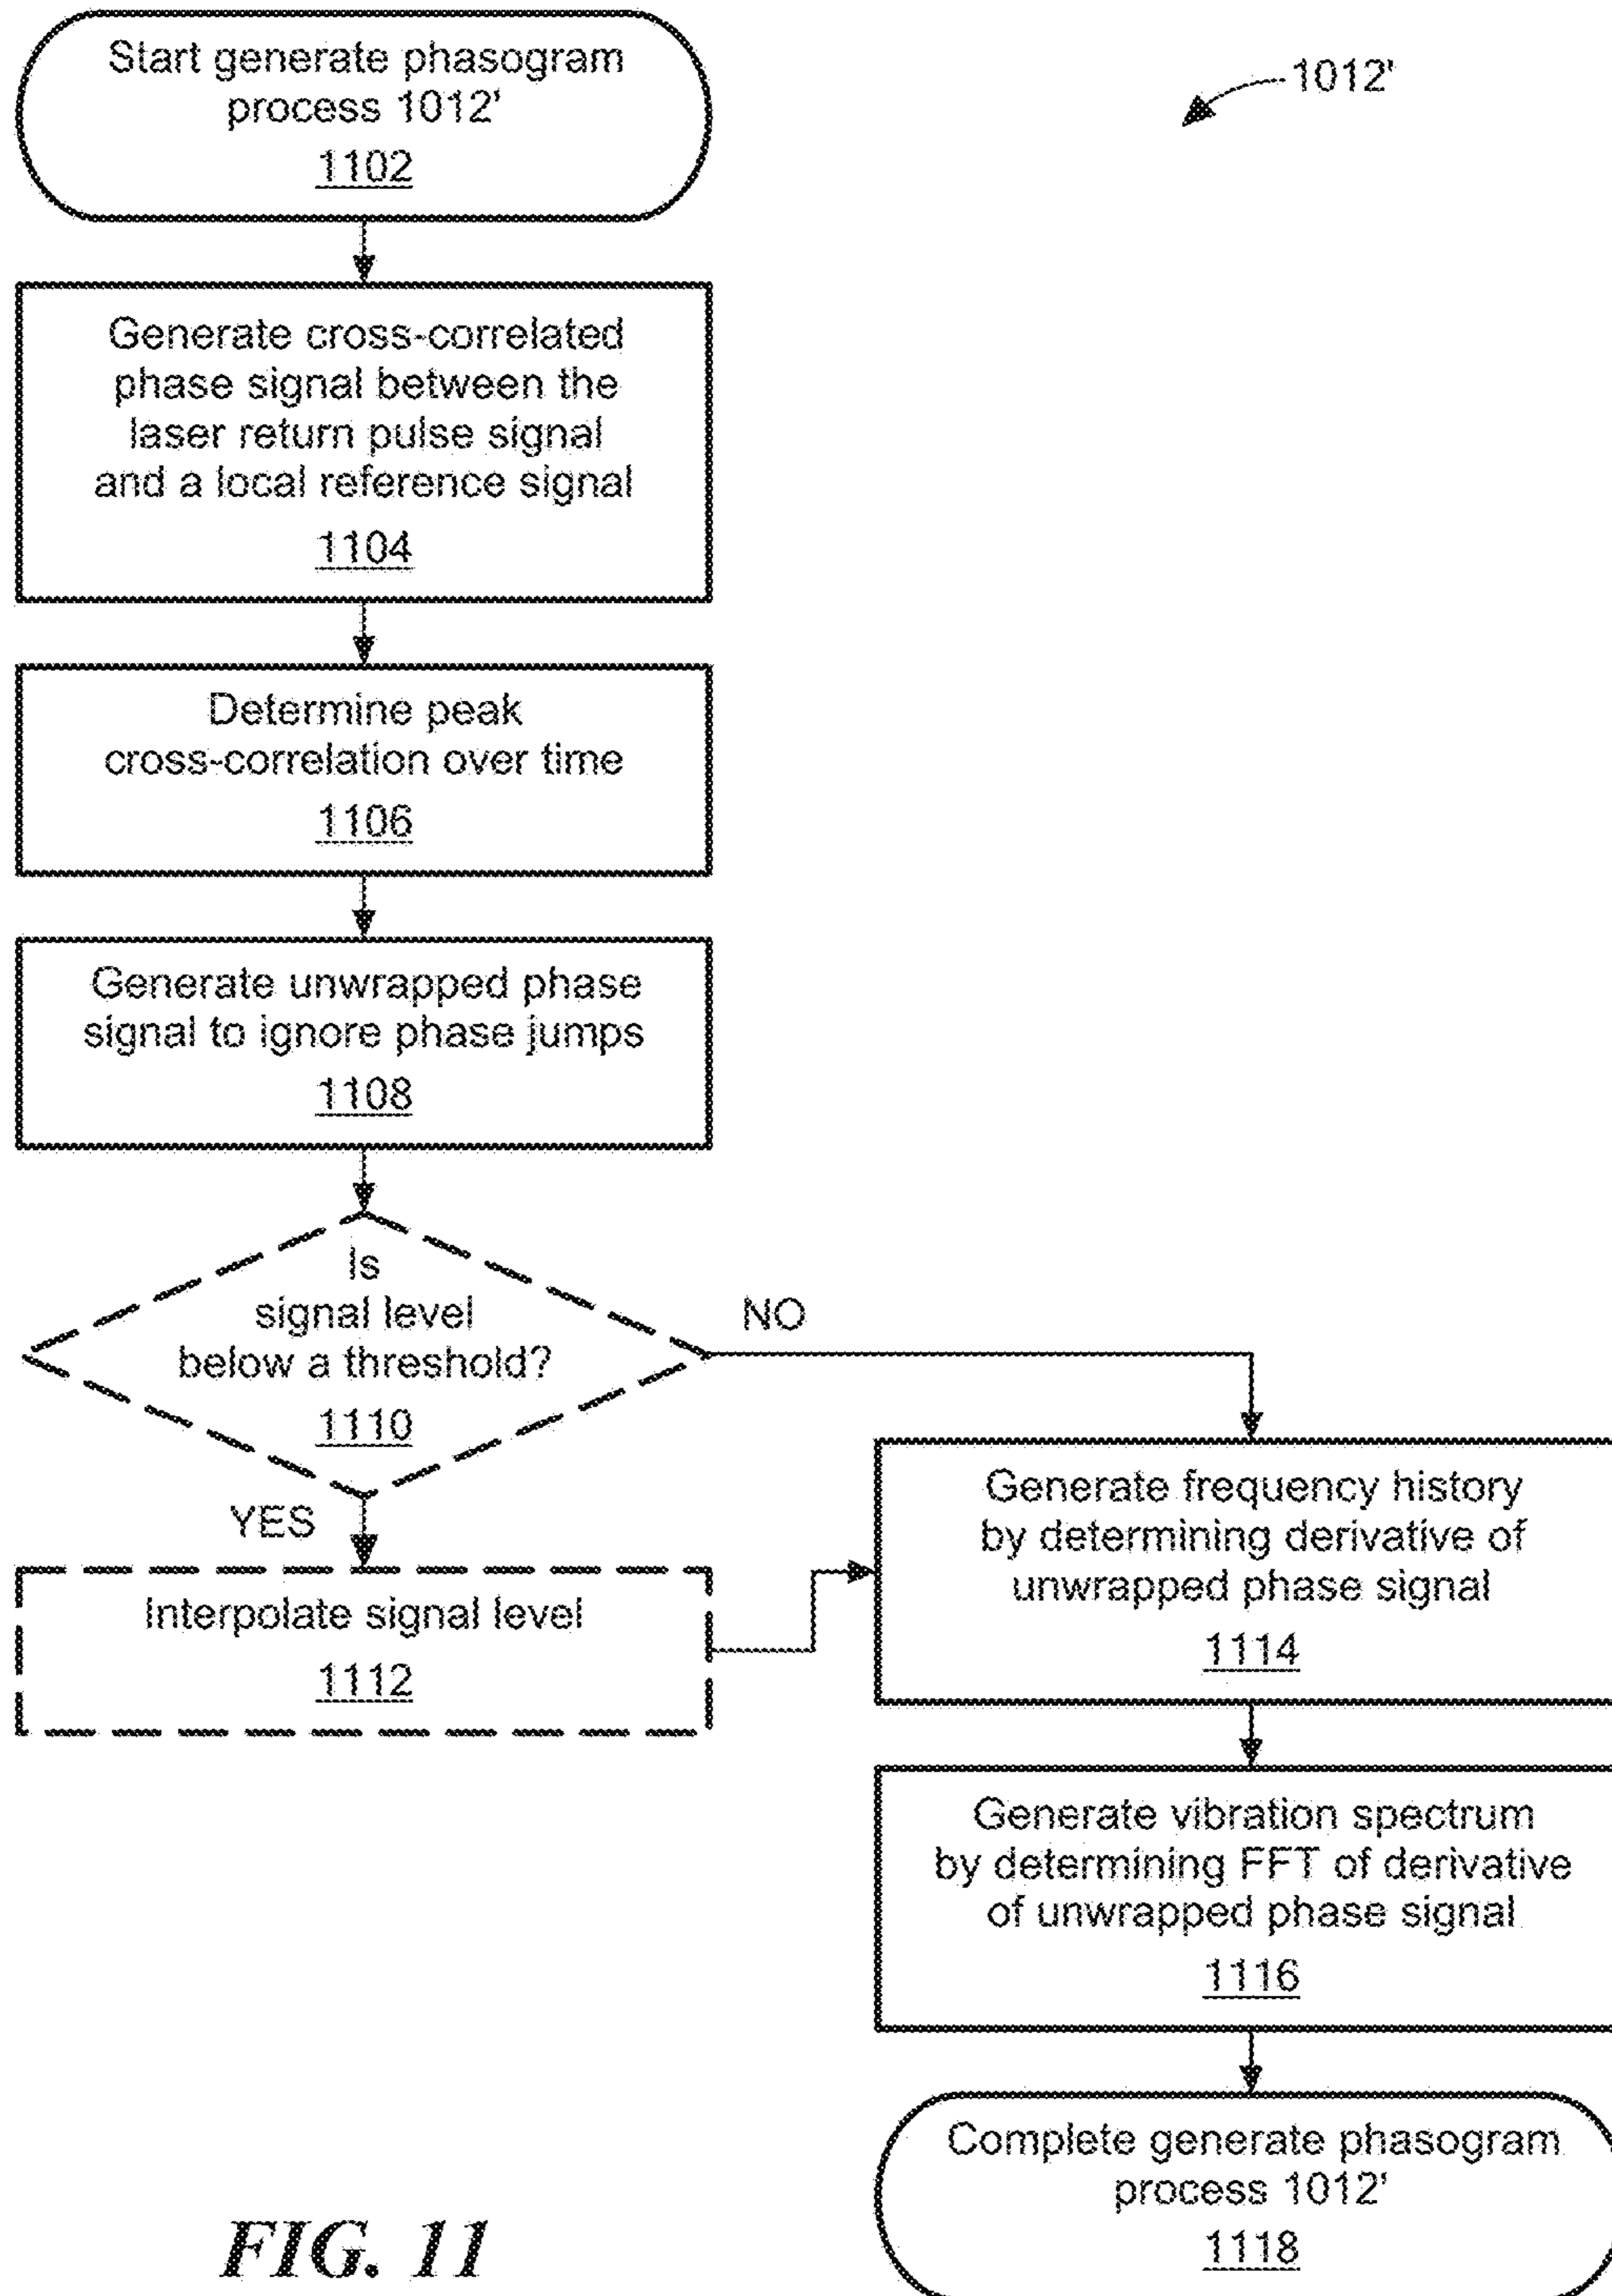 Start generate phasogram
process 1012'
1102
1012'
Generate cross-correlated
phase signal between the
laser return pulse signal
and a local reference signal
1104
Determine peak
cross-correlation over time
1106
Generate unwrapped phase
signal to ignore phase jumps
1108
Is
signal level
below a threshold?
1110
NO
YES
Interpolate signal level
1112
Generate frequency history
by determining derivative of
unwrapped phase signal
1114
Generate vibration spectrum
by determining FFT of derivative
of unwrapped phase signal
1116
Complete generate phasogram
process 1012'
1118
FIG. 11